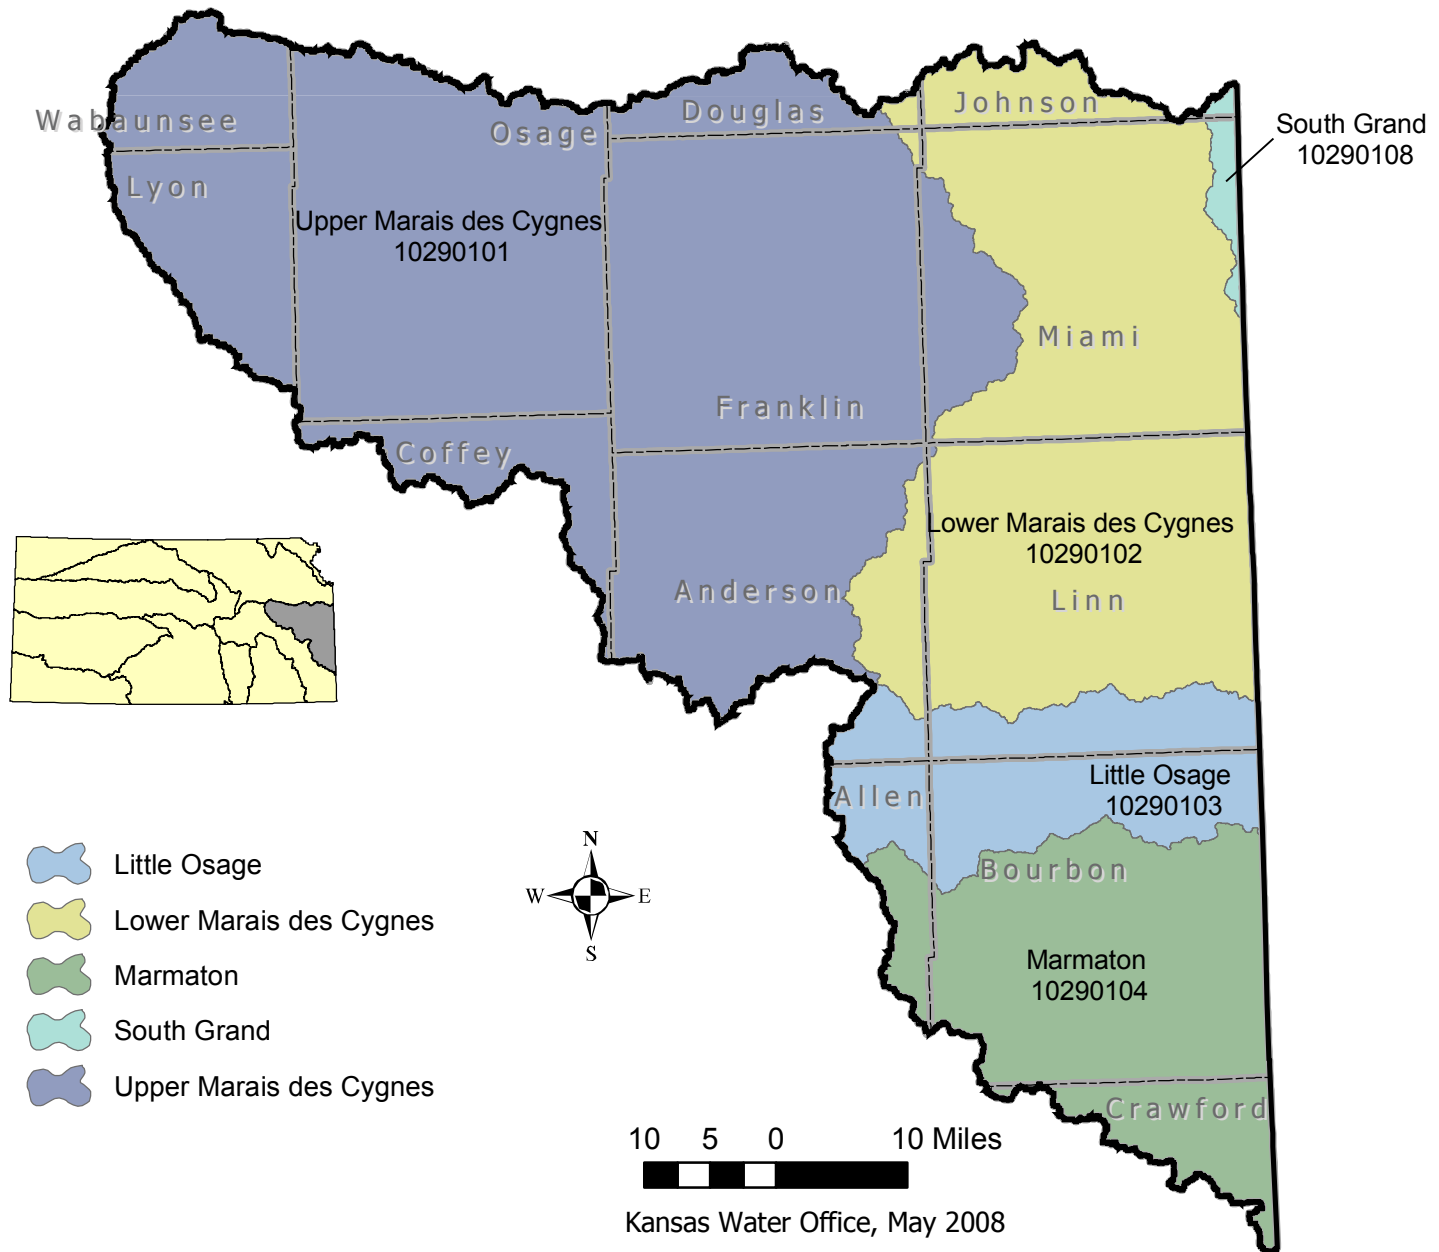 Wabaunsee
Osage
Douglas
Johnson
South Grand
10290108
Lyon
Upper Marais des Cygnes
10290101
Miami
Franklin
Coffey
Lower Marais des Cygnes
10290102
Anderson
Linn
Little Osage
10290103
Allen
Bourbon
Marmaton
10290104
Crawford
N
W
E
S
Little Osage
Lower Marais des Cygnes
Marmaton
South Grand
Upper Marais des Cygnes
10 5 0 10 Miles
Kansas Water Office, May 2008